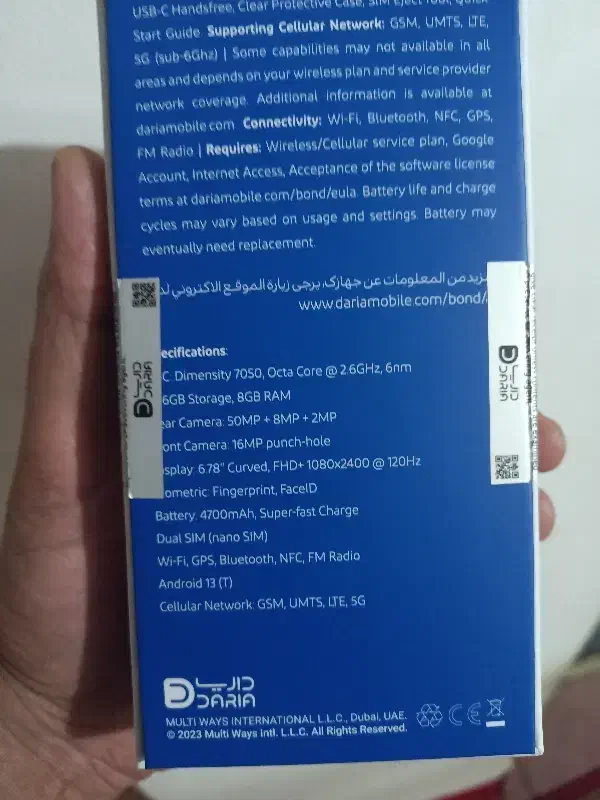 USB-C Handsfree, Clear Protective Case, SIM Eject Tool, Quick
Start Guide Supporting Cellular Network: GSM, UMTS, LTE,
5G (sub-6Ghz) | Some capabilities may not available in all
areas and depends on your wireless plan and service provider
network coverage. Additional information is available at
dariamobile.com Connectivity: Wi-Fi, Bluetooth, NFC, GPS,
FM Radio | Requires: Wireless/Cellular service plan, Google
Account, Internet Access, Acceptance of the software license
terms at dariamobile.com/bond/eula. Battery life and charge
cycles may vary based on usage and settings. Battery may
eventually need replacement.
مزيد من المعلومات عن جهازك، يرجى زيارة الموقع الالكتروني
www.dariamobile.com/bond/
ecifications:
C: Dimensity 7050, Octa Core @ 2.6GHz, 6nm
6GB Storage, 8GB RAM
ear Camera: 50MP + 8MP + 2MP
ont Camera: 16MP punch-hole
splay: 6.78" Curved, FHD+ 1080x2400 @ 120Hz
ometric: Fingerprint, FaceID
Battery: 4700mAh, Super-fast Charge
Dual SIM (nano SIM)
Wi-Fi, GPS, Bluetooth, NFC, FM Radio
Android 13 (T)
Cellular Network: GSM, UMTS, LTE, 5G
داريا
DARIA
داريا
DARIA
داريا
DARIA
MULTI WAYS INTERNATIONAL L.L.C., Dubai, UAE.
© 2023 Multi Ways intl. L.L.C. All Rights Reserved.
CE